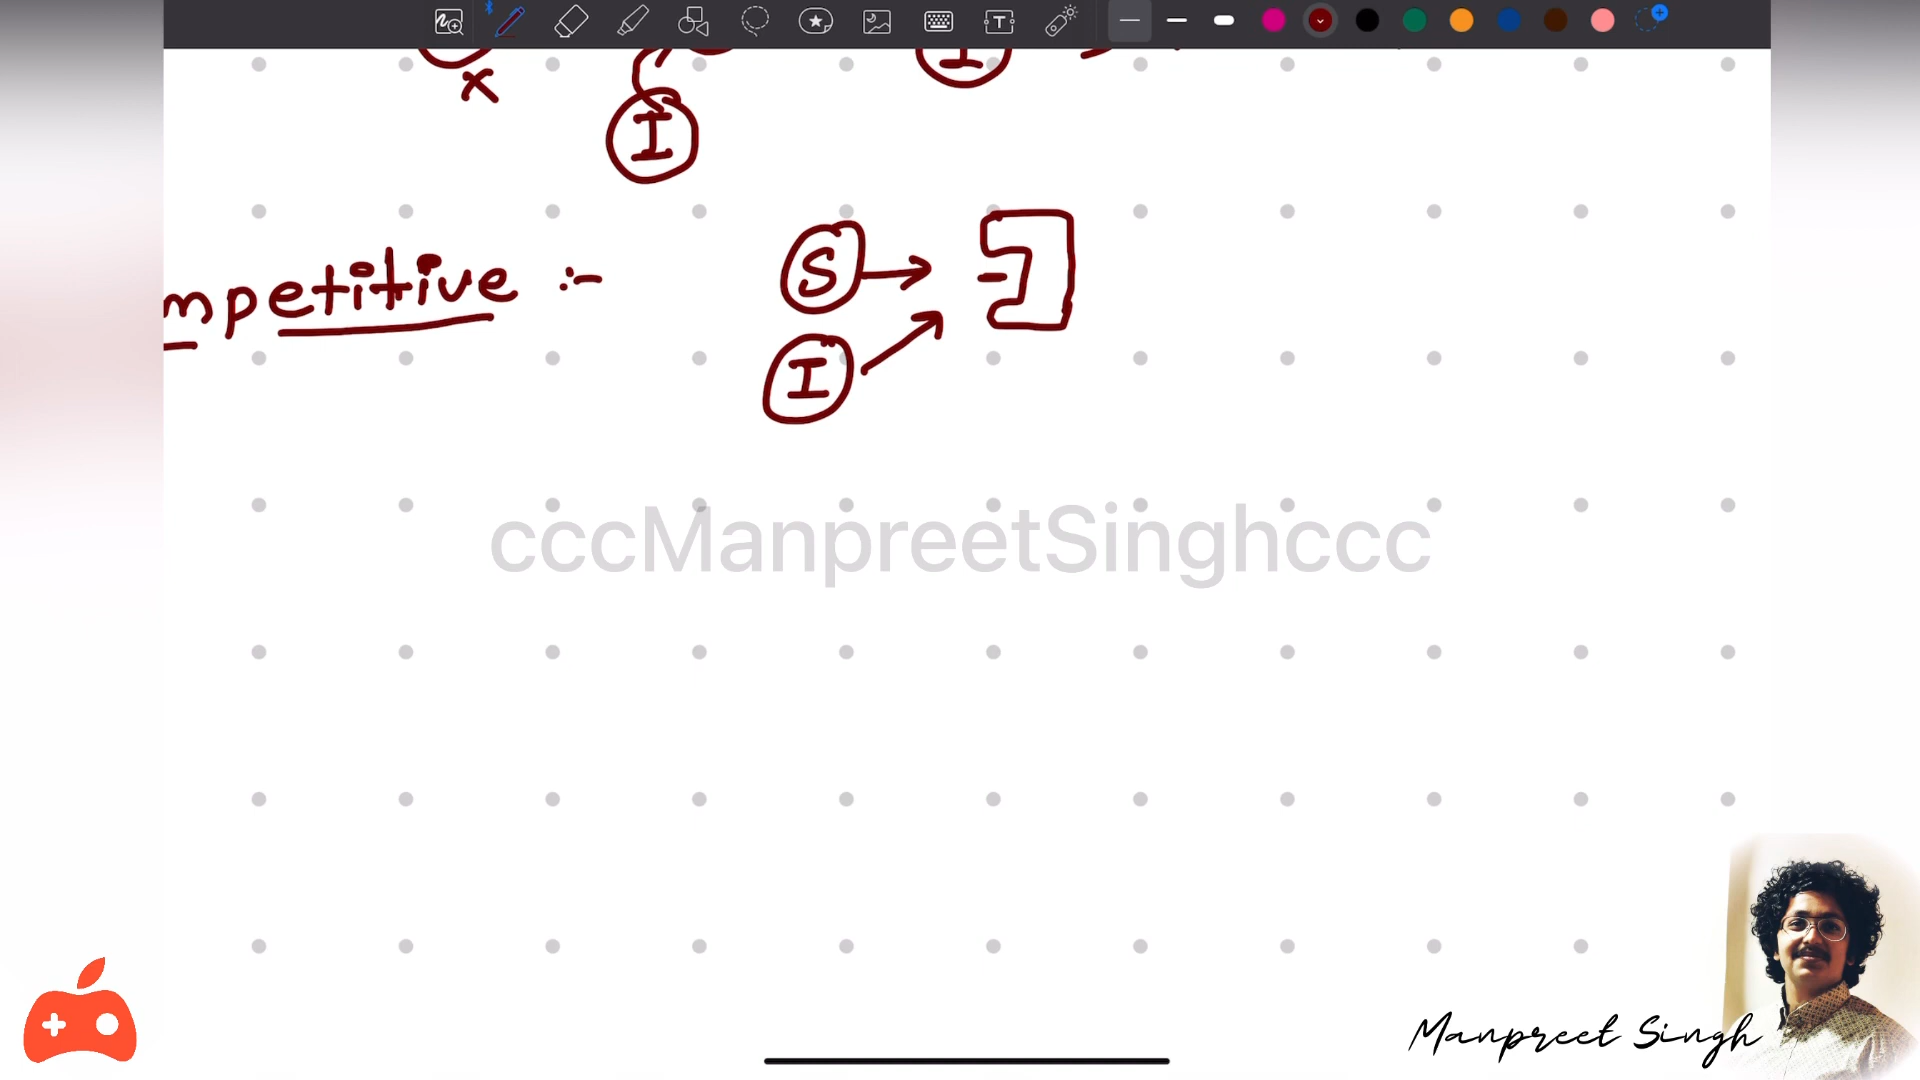 x
I
I
mpetitive :-
S
I
cccManpreetSinghccc
Manpreet Singh